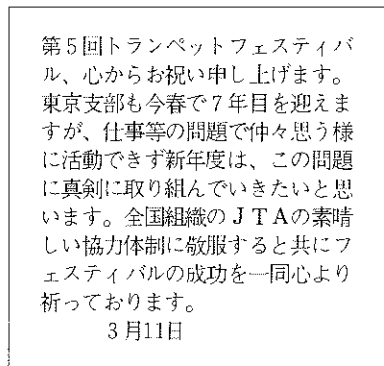 第5回トランペットフェスティバ
ル、心からお祝い申し上げます。
東京支部も今春で7年目を迎えま
すが、仕事等の問題で仲々思う様
に活動できず新年度は、この問題
に真剣に取り組んでいきたいと思
います。全国組織のＪＴＡの素晴
しい協力体制に敬服すると共にフ
ェスティバルの成功を一同心より
祈っております。
3月11日